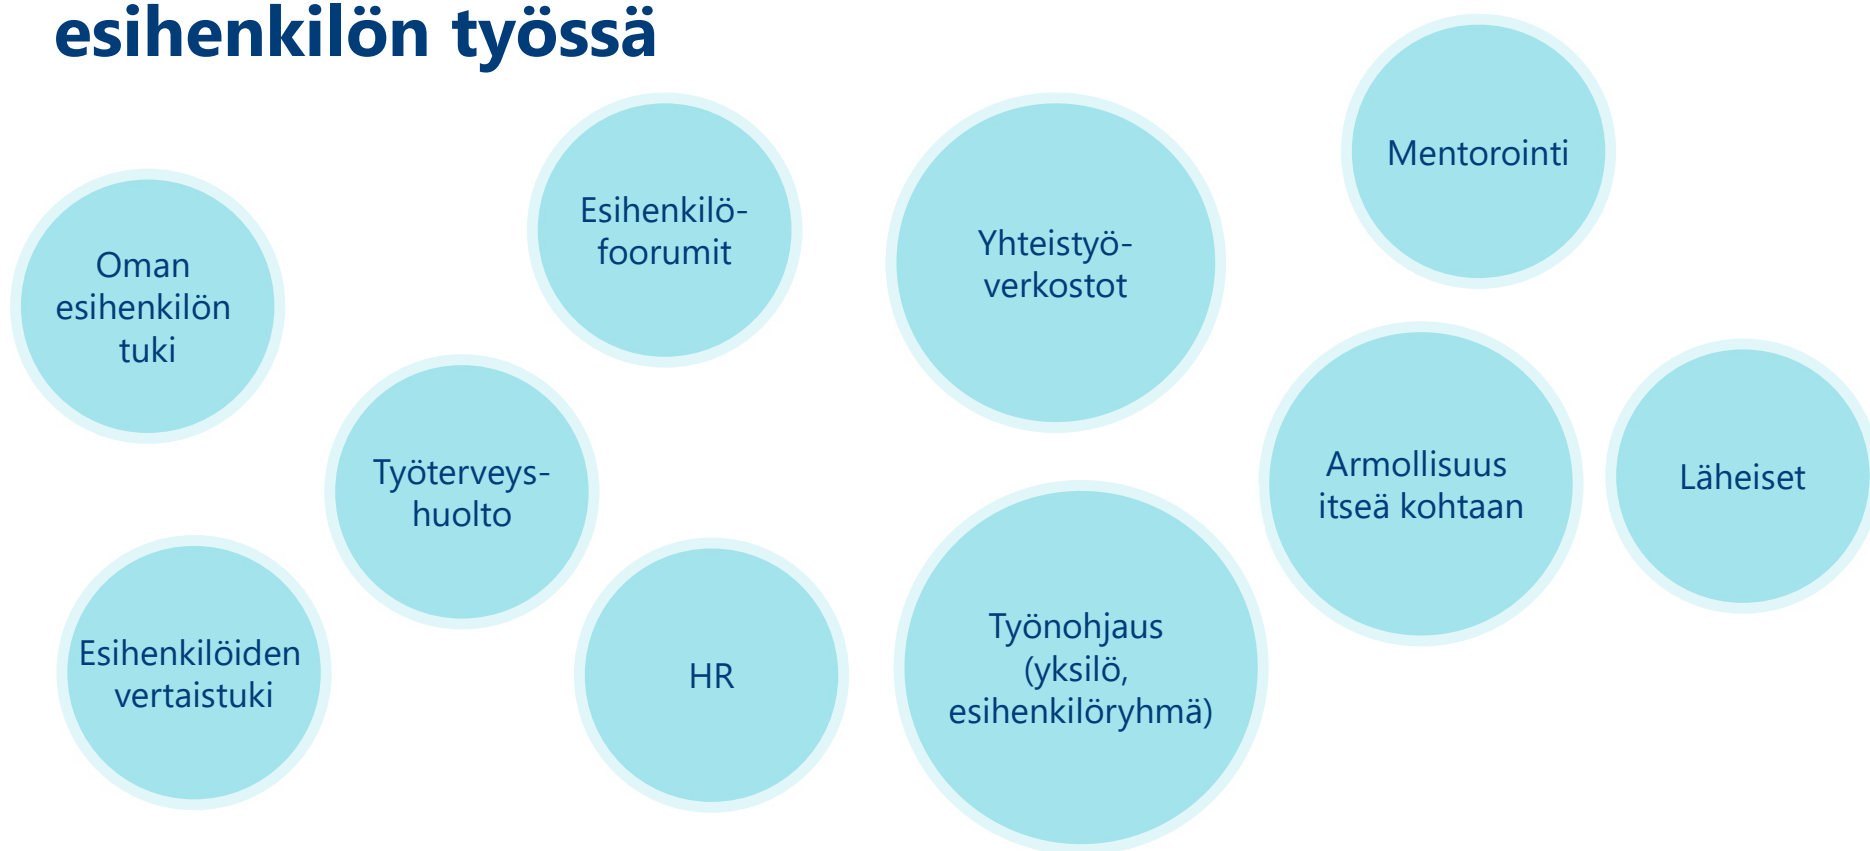 esihenkilön työssä
Mentorointi
Esihenkilö-
foorumit
Yhteistyö-
verkostot
Oman
esihenkilön
tuki
Työterveys-
huolto
Armollisuus
itseä kohtaan
Läheiset
Esihenkilöiden
vertaistuki
HR
Työnohjaus
(yksilö,
esihenkilöryhmä)